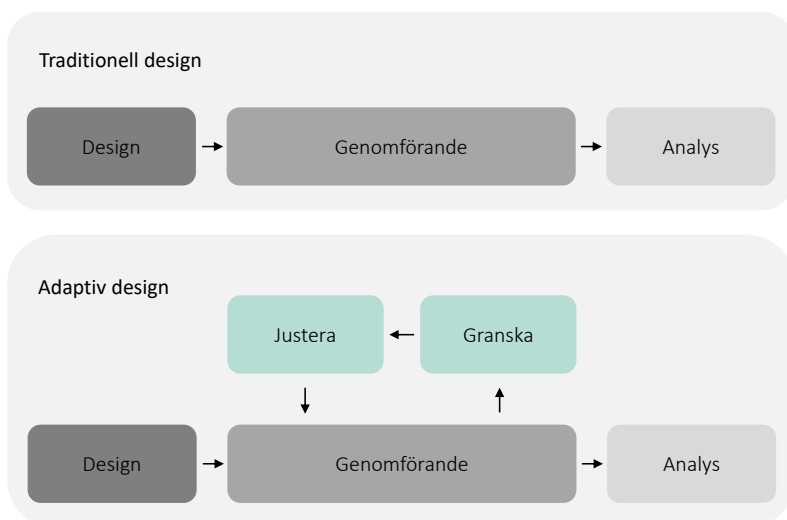 Traditionell design
Design
Genomförande
Analys
Adaptiv design
Justera
Granska
Design
Genomförande
Analys